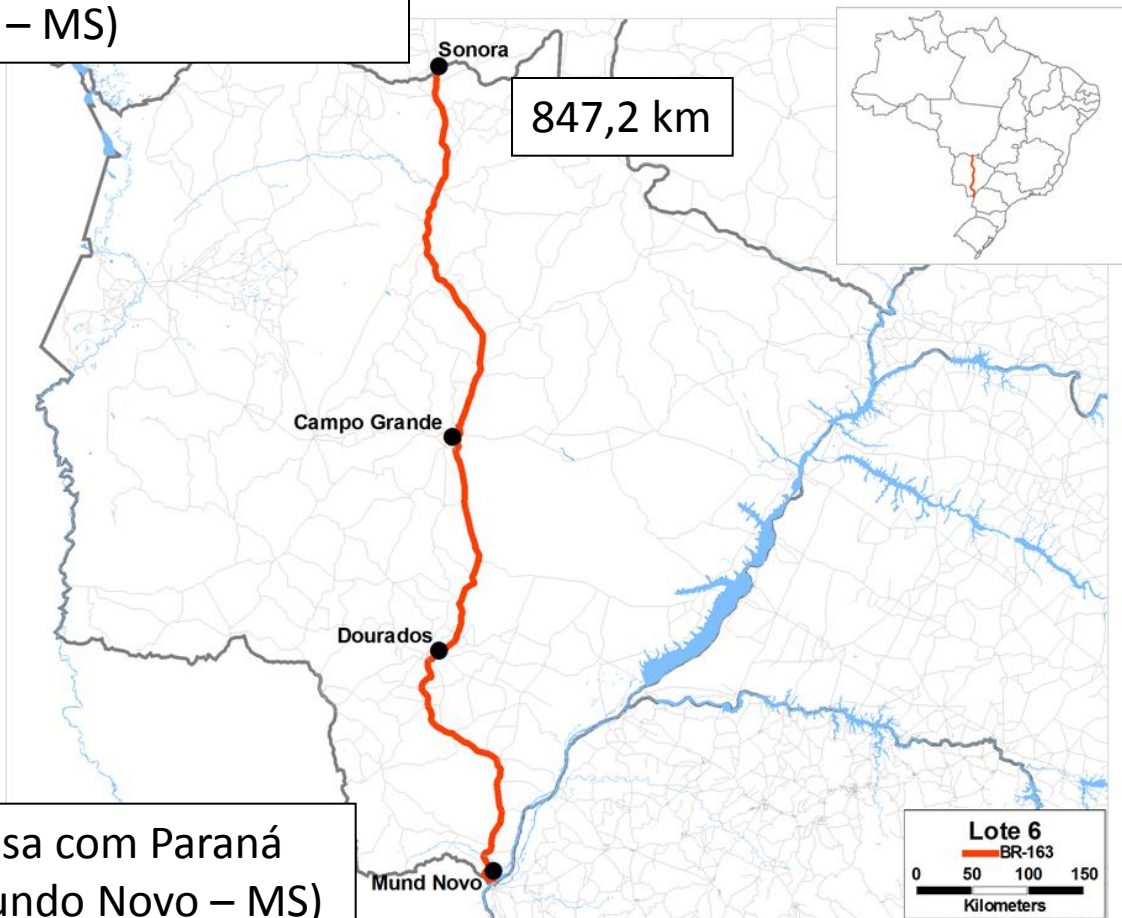 – MS)
Sonora
847,2 km
Campo Grande
Dourados
sa com Paraná
Mund Novo
undo Novo – MS)
Lote 6
BR-163
0 50 100 150
Kilometers